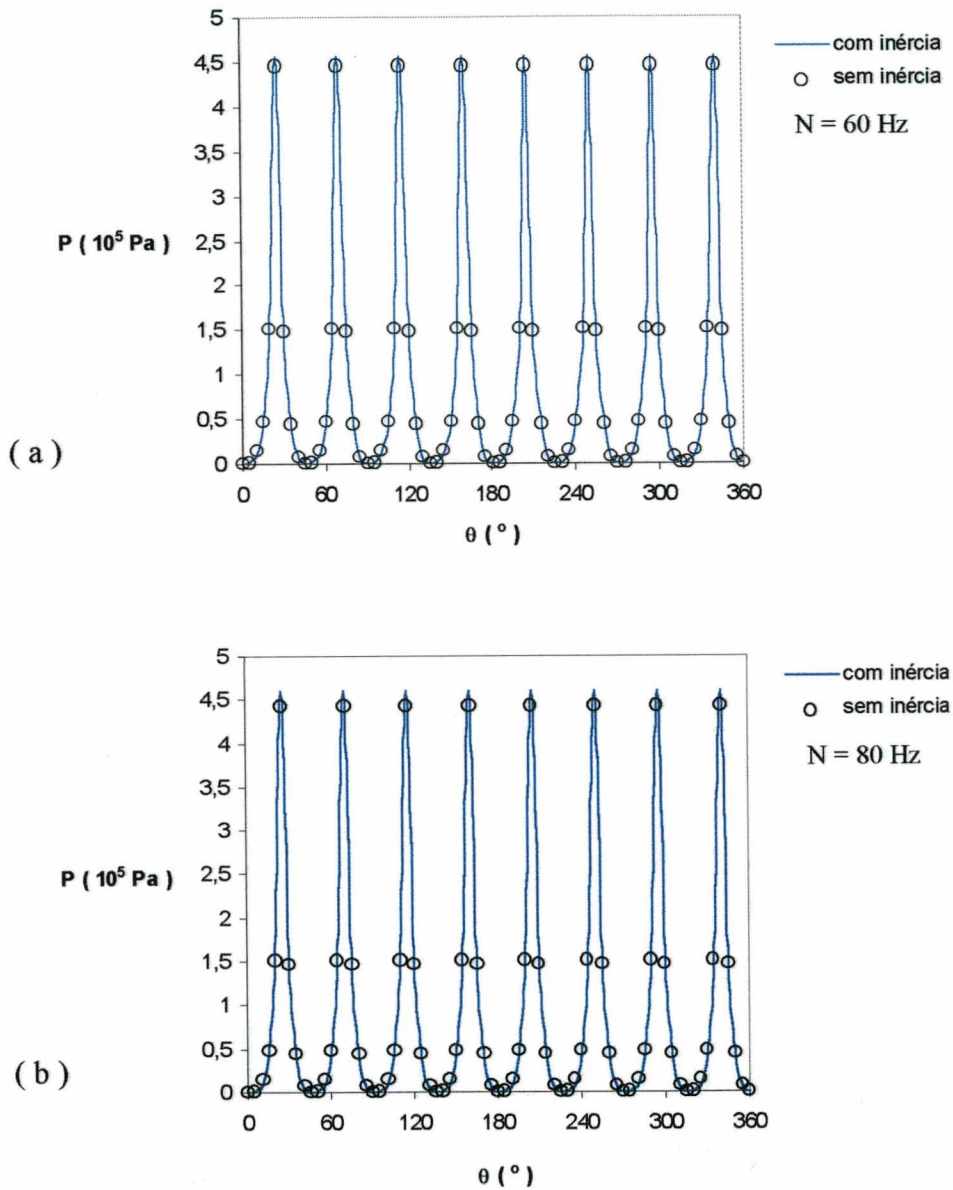 5
4,5
4
3,5
3
2,5
2
1,5
1
0,5
0
P ( 10⁵ Pa )
0 60 120 180 240 300 360
θ ( º )
com inércia
sem inércia
N = 60 Hz
( a )
5
4,5
4
3,5
3
2,5
2
1,5
1
0,5
0
P ( 10⁵ Pa )
0 60 120 180 240 300 360
θ ( º )
com inércia
sem inércia
N = 80 Hz
( b )